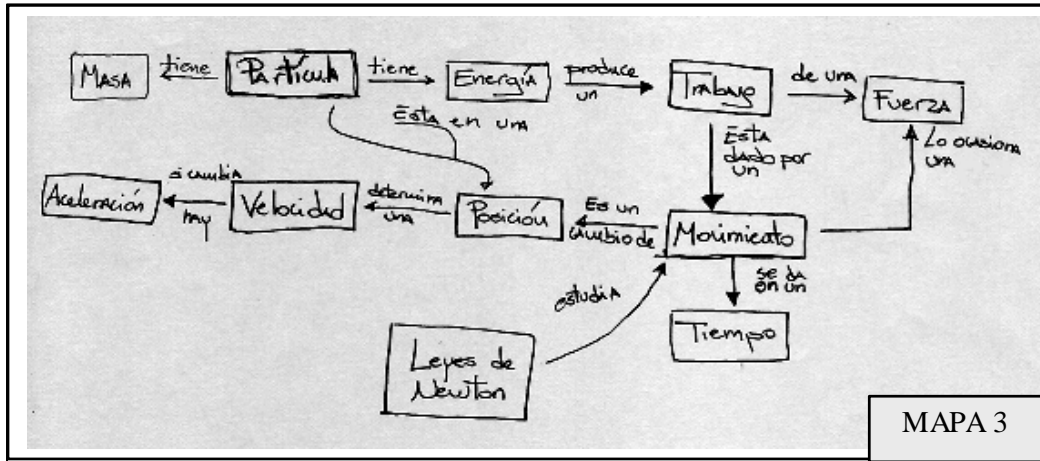 tiene
MASA
Partícula
tiene
Energía
produce
un
Trabajo
de una
Fuerza
Esta en una
Está
dado por
un
Lo ocasiona
una
Aceleración
si cambia
hay
Velocidad
determina
una
Posición
Es un
cambio de
Movimiento
estudia
se da
en un
Tiempo
Leyes de
Newton
MAPA 3